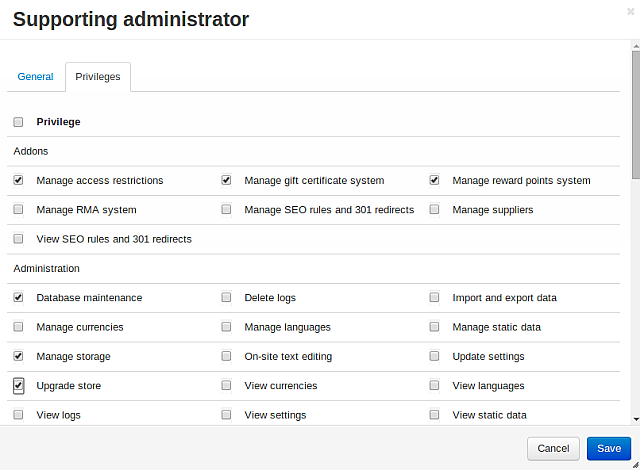 Supporting administrator
General Privileges
Privilege
Addons
Manage access restrictions Manage gift certificate system Manage reward points system
Manage RMA system Manage SEO rules and 301 redirects Manage suppliers
View SEO rules and 301 redirects
Administration
Database maintenance Delete logs Import and export data
Manage currencies Manage languages Manage static data
Manage storage On-site text editing Update settings
Upgrade store View currencies View languages
View logs View settings View static data
Cancel Save